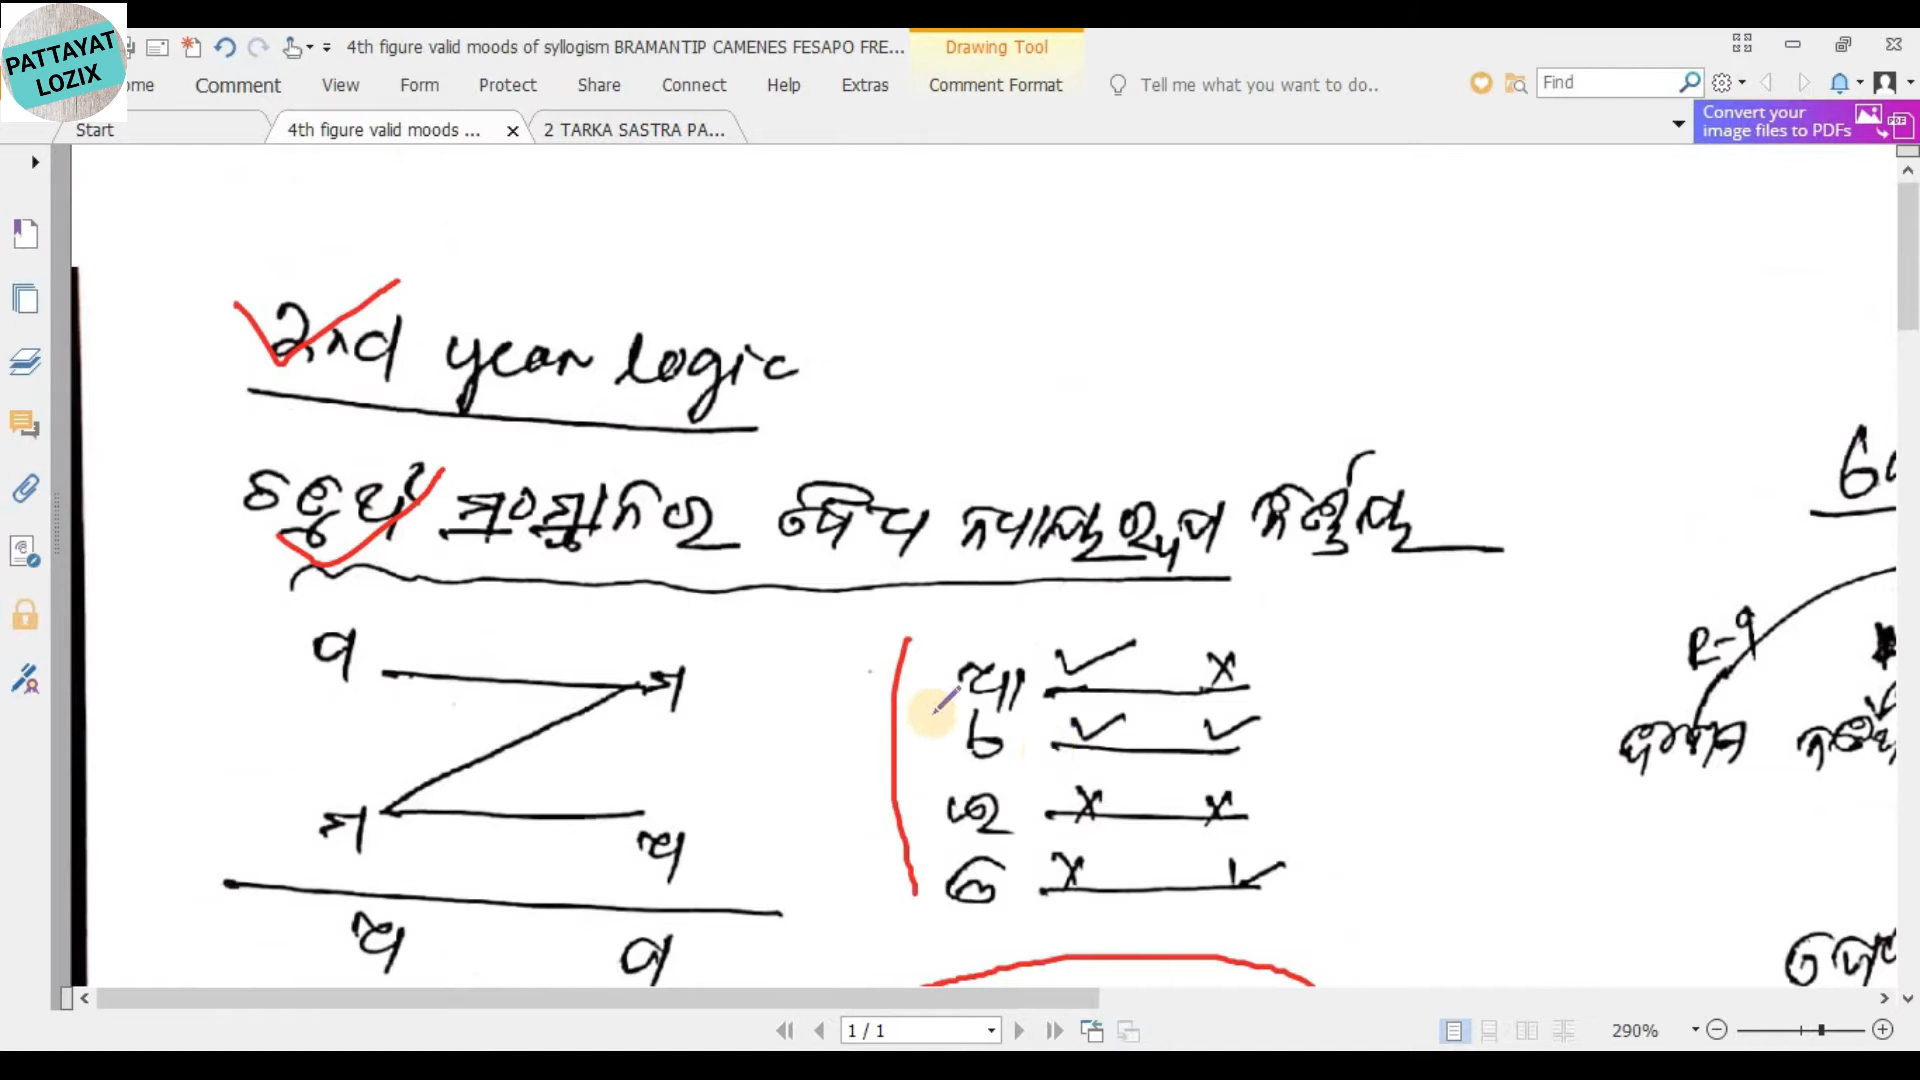 PATTAYAT
LOZIX
4th figure valid moods of syllogism BRAMANTIP CAMENES FESAPO FRE...
Drawing Tool
ome Comment View Form Protect Share Connect Help Extras Comment Format Tell me what you want to do.. Find
Start
4th figure valid moods ...
2 TARKA SASTRA PA...
Convert your
image files to PDFs
2nd year logic
ଚତୁର୍ଥ ସଂସ୍ଥାନର ବୈଧ ନ୍ୟାୟରୂପ ନିର୍ଣ୍ଣୟ
ପ ମ
ମ ସ
ସ ପ
ଆ ✓ x
ଏ ✓ ✓
ଇ x x
ଓ x ✓
R-9
1 / 1
290%